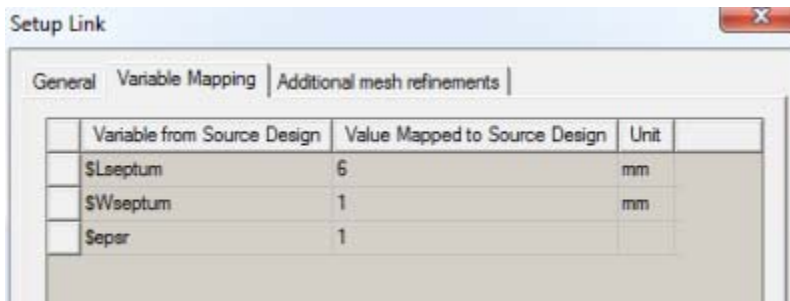 Setup Link
General Variable Mapping Additional mesh refinements
Variable from Source Design Value Mapped to Source Design Unit
$Lseptum 6 mm
$Wseptum 1 mm
$epsr 1